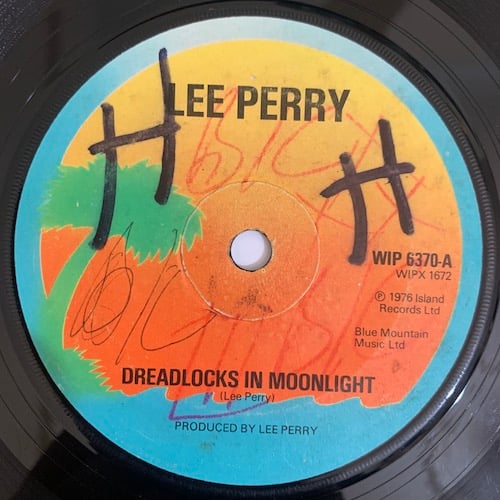 LEE PERRY
H
H
BIG
WIP 6370-A
WIPX 1672
℗ 1976 Island
Records Ltd
Blue Mountain
Music Ltd
DREADLOCKS IN MOONLIGHT
(Lee Perry)
PRODUCED BY LEE PERRY